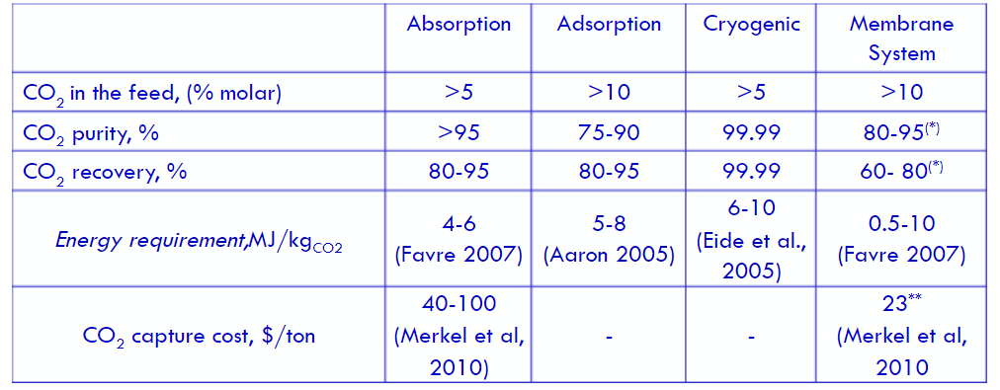 Absorption Adsorption Cryogenic Membrane System
CO2 in the feed, (% molar) >5 >10 >5 >10
CO2 purity, % >95 75-90 99.99 80-95(*)
CO2 recovery, % 80-95 80-95 99.99 60- 80(*)
Energy requirement,MJ/kgCO2 4-6 (Favre 2007) 5-8 (Aaron 2005) 6-10 (Eide et al., 2005) 0.5-10 (Favre 2007)
CO2 capture cost, $/ton 40-100 (Merkel et al, 2010) - - 23** (Merkel et al, 2010